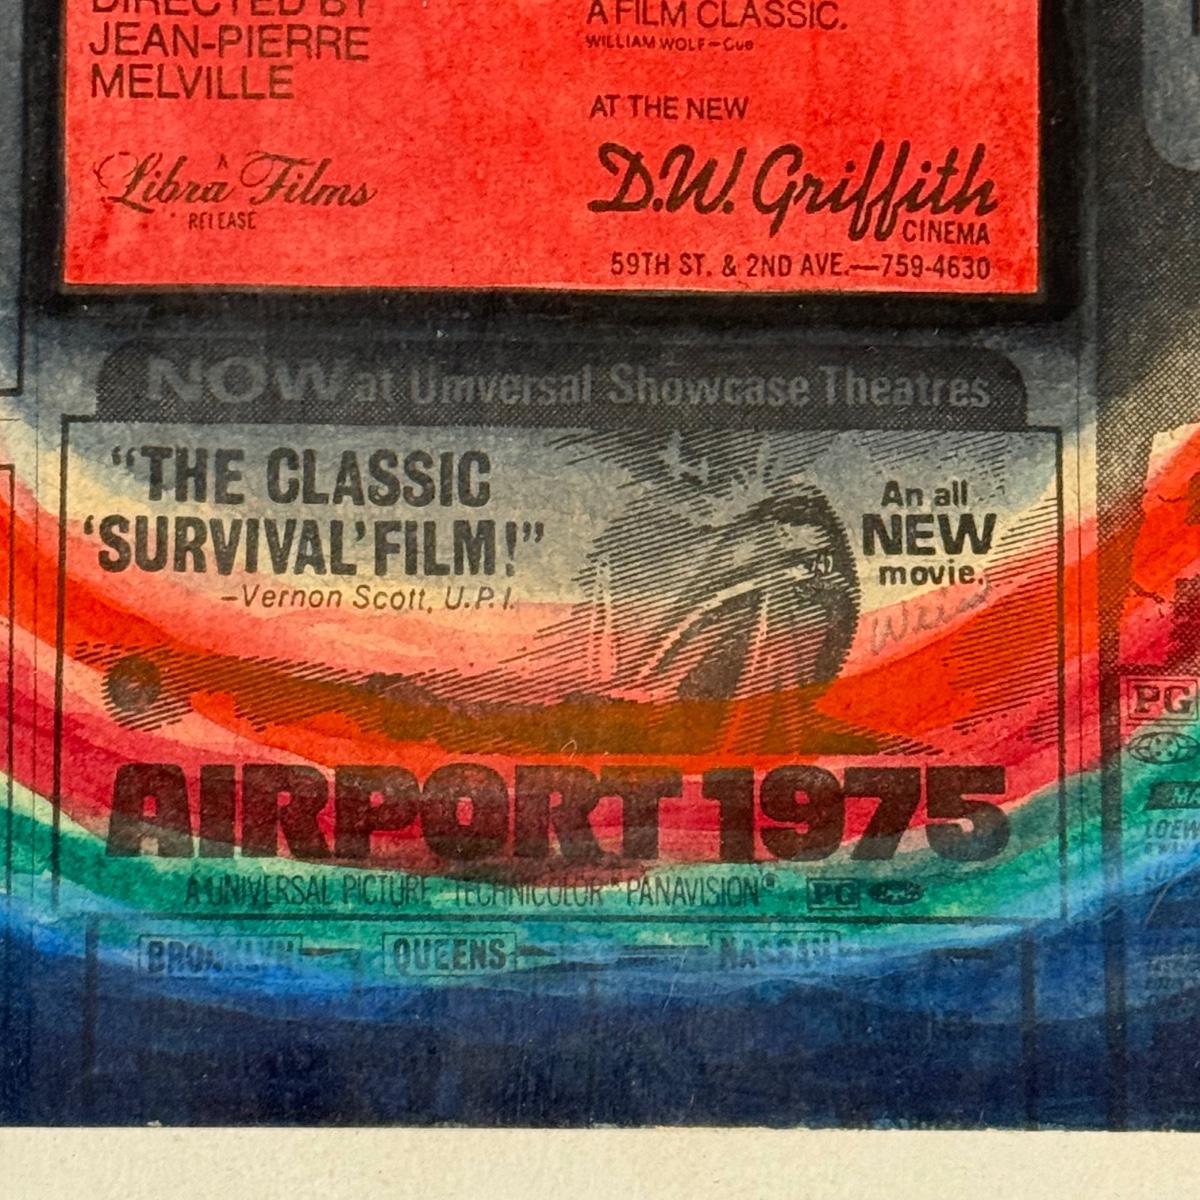 DIRECTED BY
JEAN-PIERRE
MELVILLE
A
Libra Films
RELEASE
A FILM CLASSIC.
WILLIAM WOLF—Cue
AT THE NEW
D.W. Griffith
CINEMA
59TH ST. & 2ND AVE.—759-4630
NOW at Universal Showcase Theatres
“THE CLASSIC
‘SURVIVAL’ FILM!”
—Vernon Scott, U.P.I.
An all
NEW
movie.
AIRPORT 1975
A UNIVERSAL PICTURE TECHNICOLOR® PANAVISION® PG
BROOKLYN QUEENS NASSAU
PG